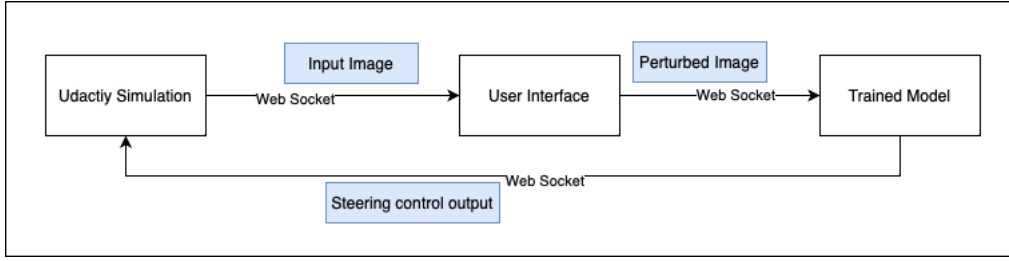 Input Image
Perturbed Image
Udactiy Simulation
Web Socket
User Interface
Web Socket
Trained Model
Web Socket
Steering control output